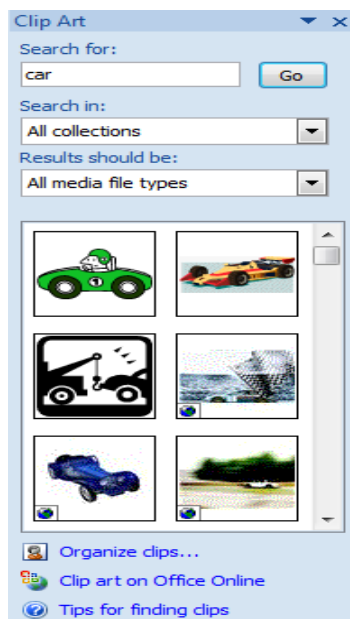 Clip Art
Search for:
car
Go
Search in:
All collections
Results should be:
All media file types
1
Organize clips...
Clip art on Office Online
Tips for finding clips